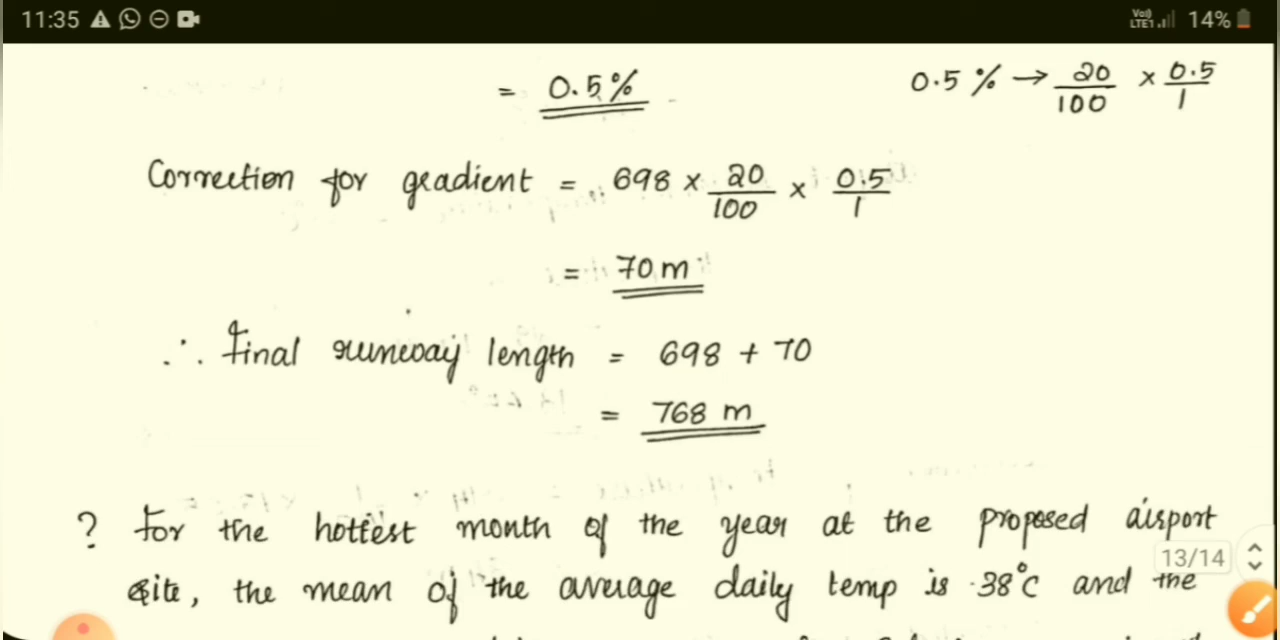 11:35 Vo) LTE1 14%
= 0.5% 0.5 % → 20/100 × 0.5/1
Correction for gradient = 698 × 20/100 × 0.5/1
= 70 m
∴ final runway length = 698 + 70
= 768 m
? For the hottest month of the year at the proposed airport
13/14
site, the mean of the average daily temp is 38°C and the